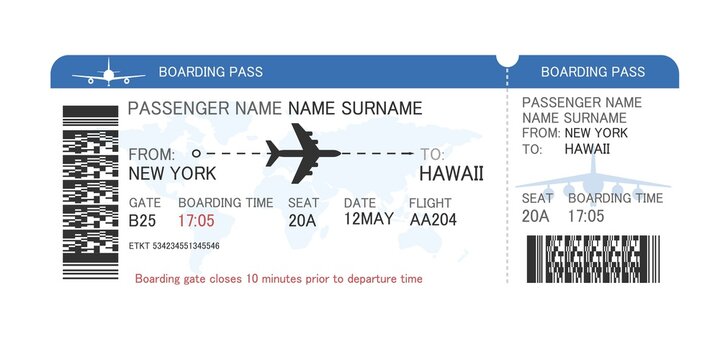 BOARDING PASS
PASSENGER NAME NAME SURNAME
FROM: TO:
NEW YORK HAWAII
GATE BOARDING TIME SEAT DATE FLIGHT
B25 17:05 20A 12MAY AA204
ETKT 534234551345546
Boarding gate closes 10 minutes prior to departure time
BOARDING PASS
PASSENGER NAME
NAME SURNAME
FROM: NEW YORK
TO: HAWAII
SEAT BOARDING TIME
20A 17:05